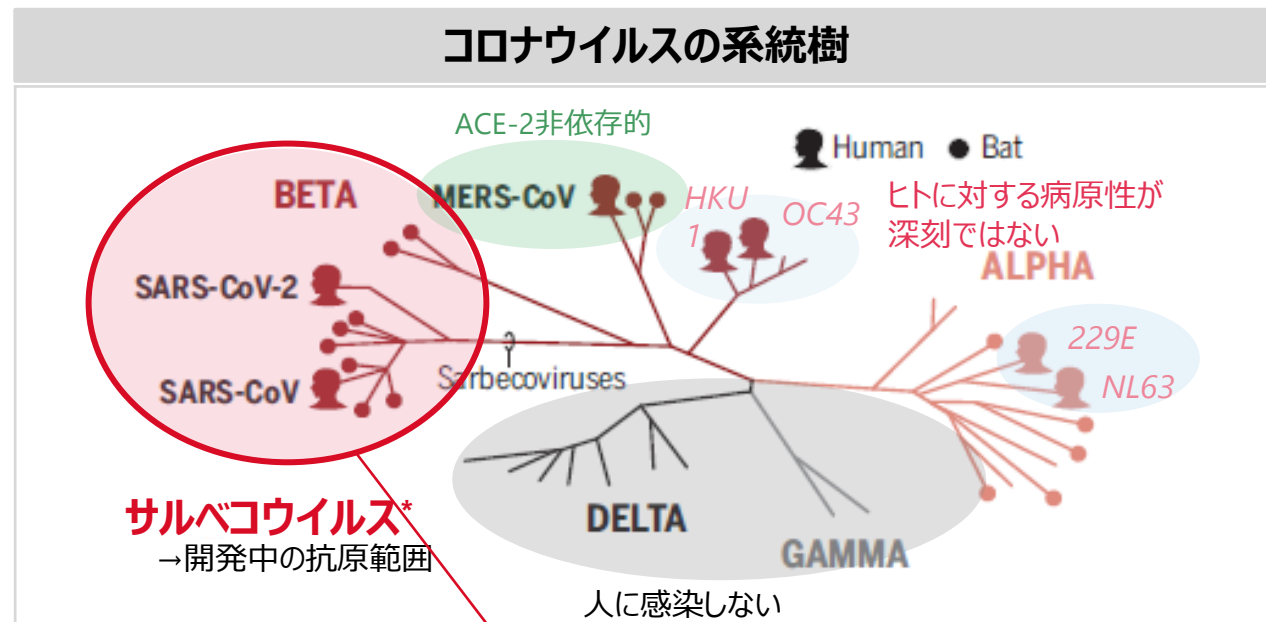 コロナウイルスの系統樹
ACE-2非依存的
Human
Bat
BETA
MERS-CoV
HKU
1
OC43
ヒトに対する病原性が
深刻ではない
ALPHA
SARS-CoV-2
229E
NL63
SARS-CoV
Sarbecoviruses
サルベコウイルス*
→開発中の抗原範囲
DELTA
GAMMA
人に感染しない